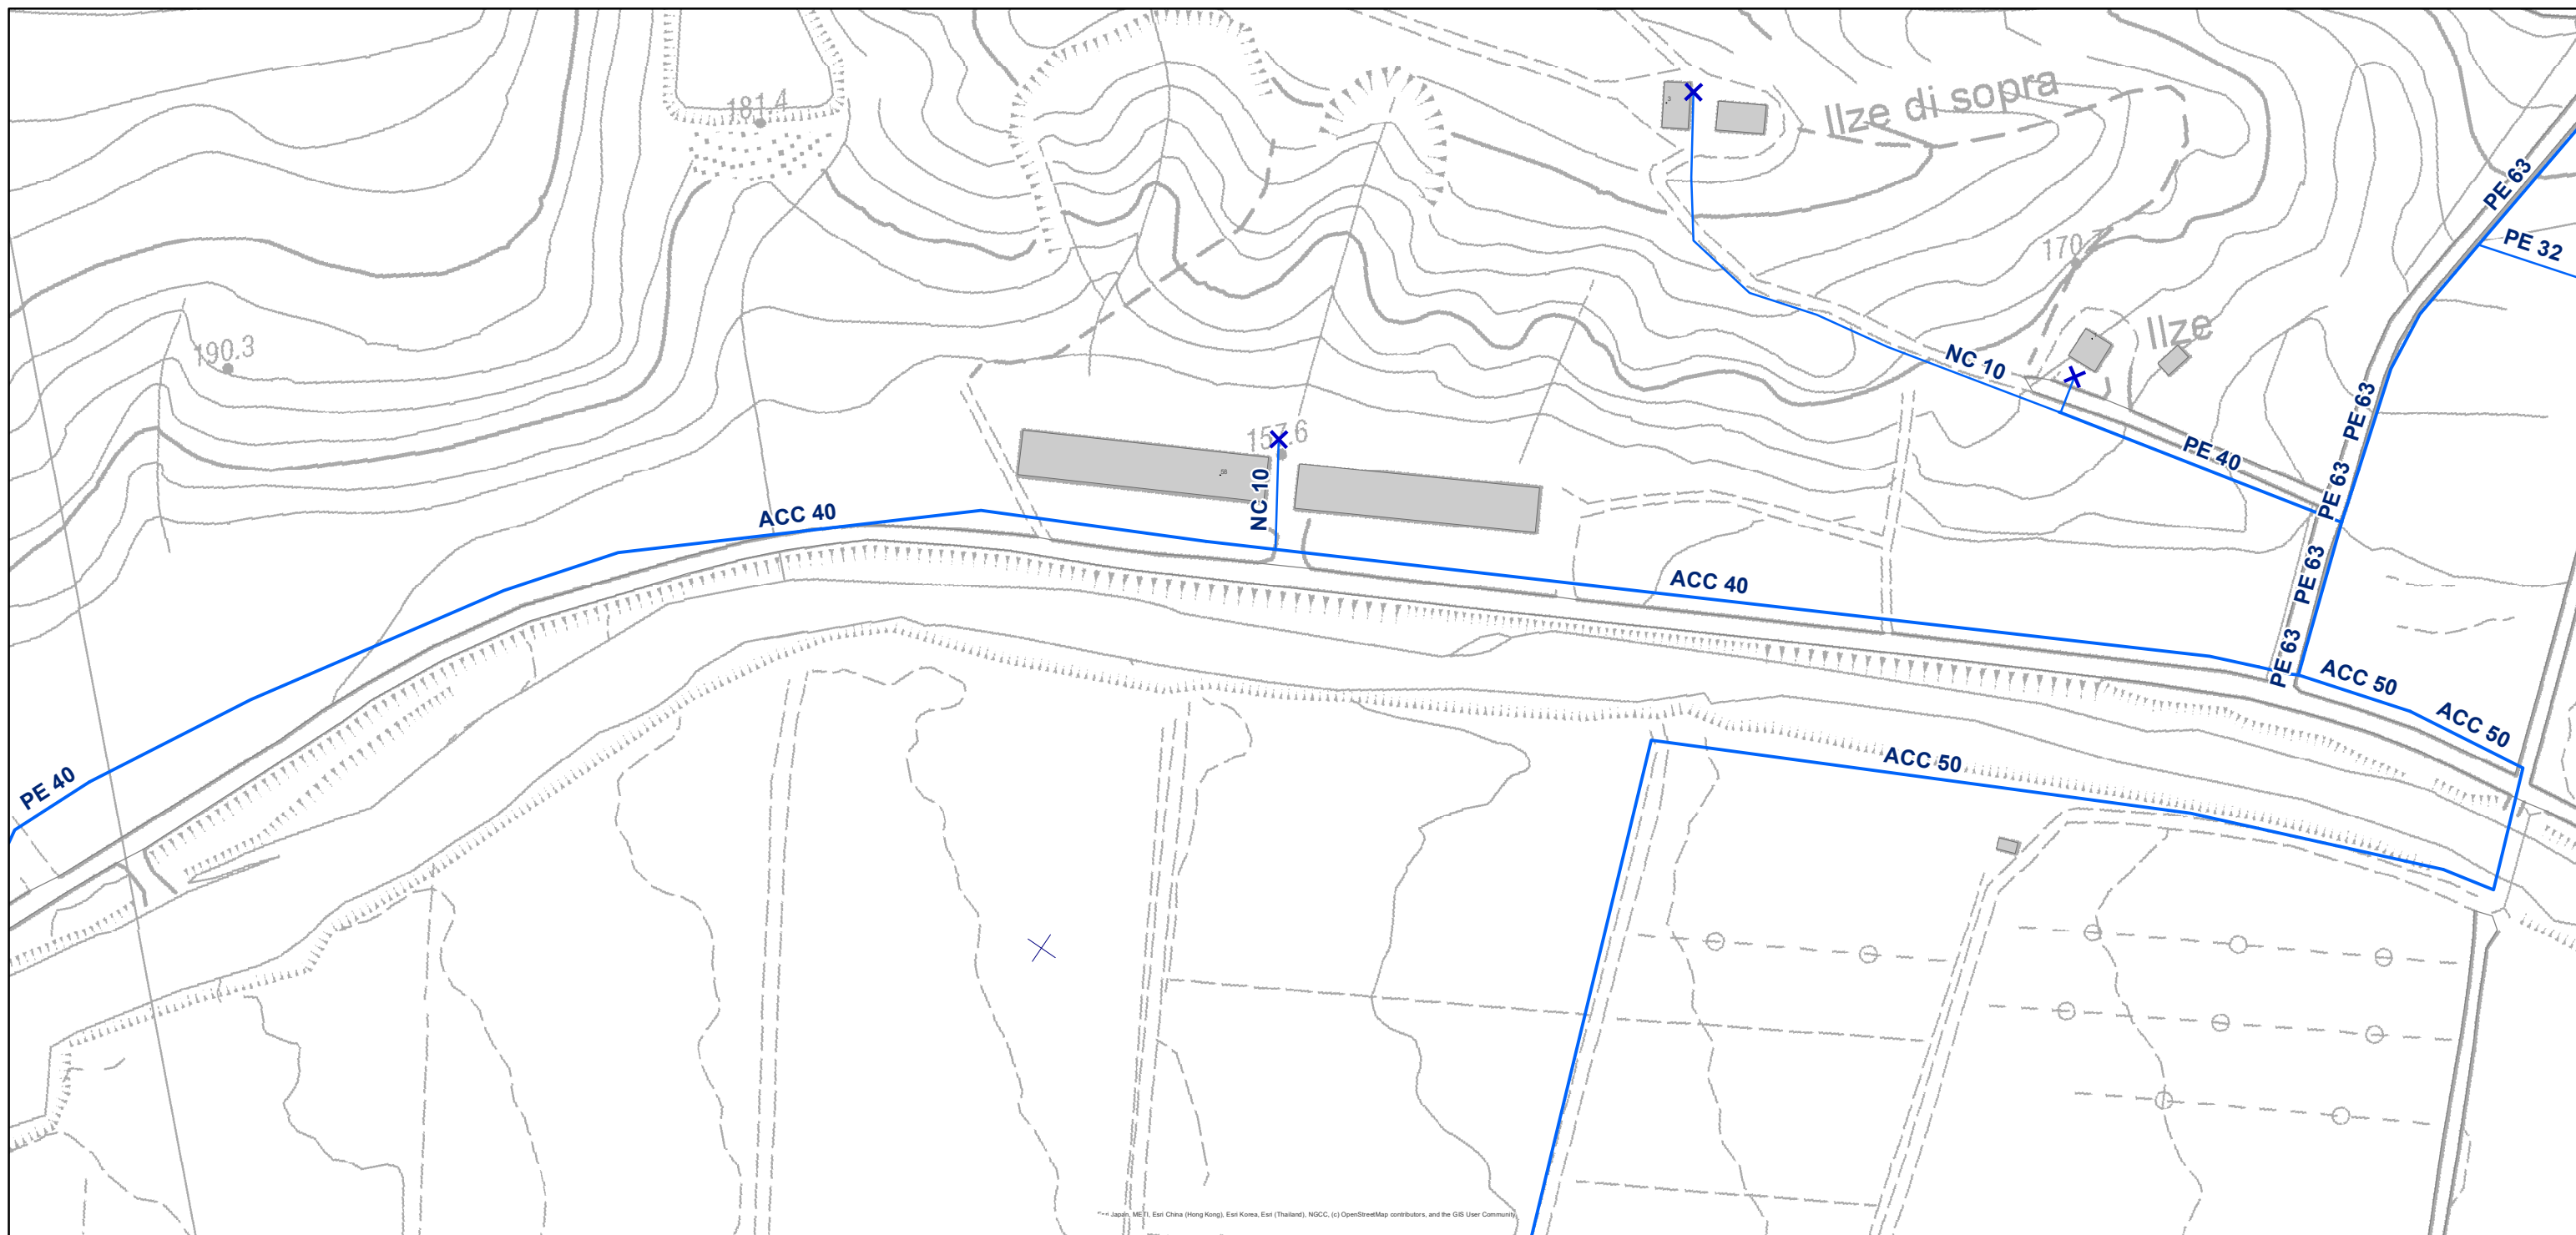 181.4
Ilze di sopra
PE 63
PE 32
170.7
190.3
Ilze
NC 10
PE 63
157.6
PE 40
NC 10
PE 63
ACC 40
ACC 40
PE 63
PE 63
ACC 50
ACC 50
PE 40
ACC 50
Japan, METI, Esri China (Hong Kong), Esri Korea, Esri (Thailand), NGCC, (c) OpenStreetMap contributors, and the GIS User Community